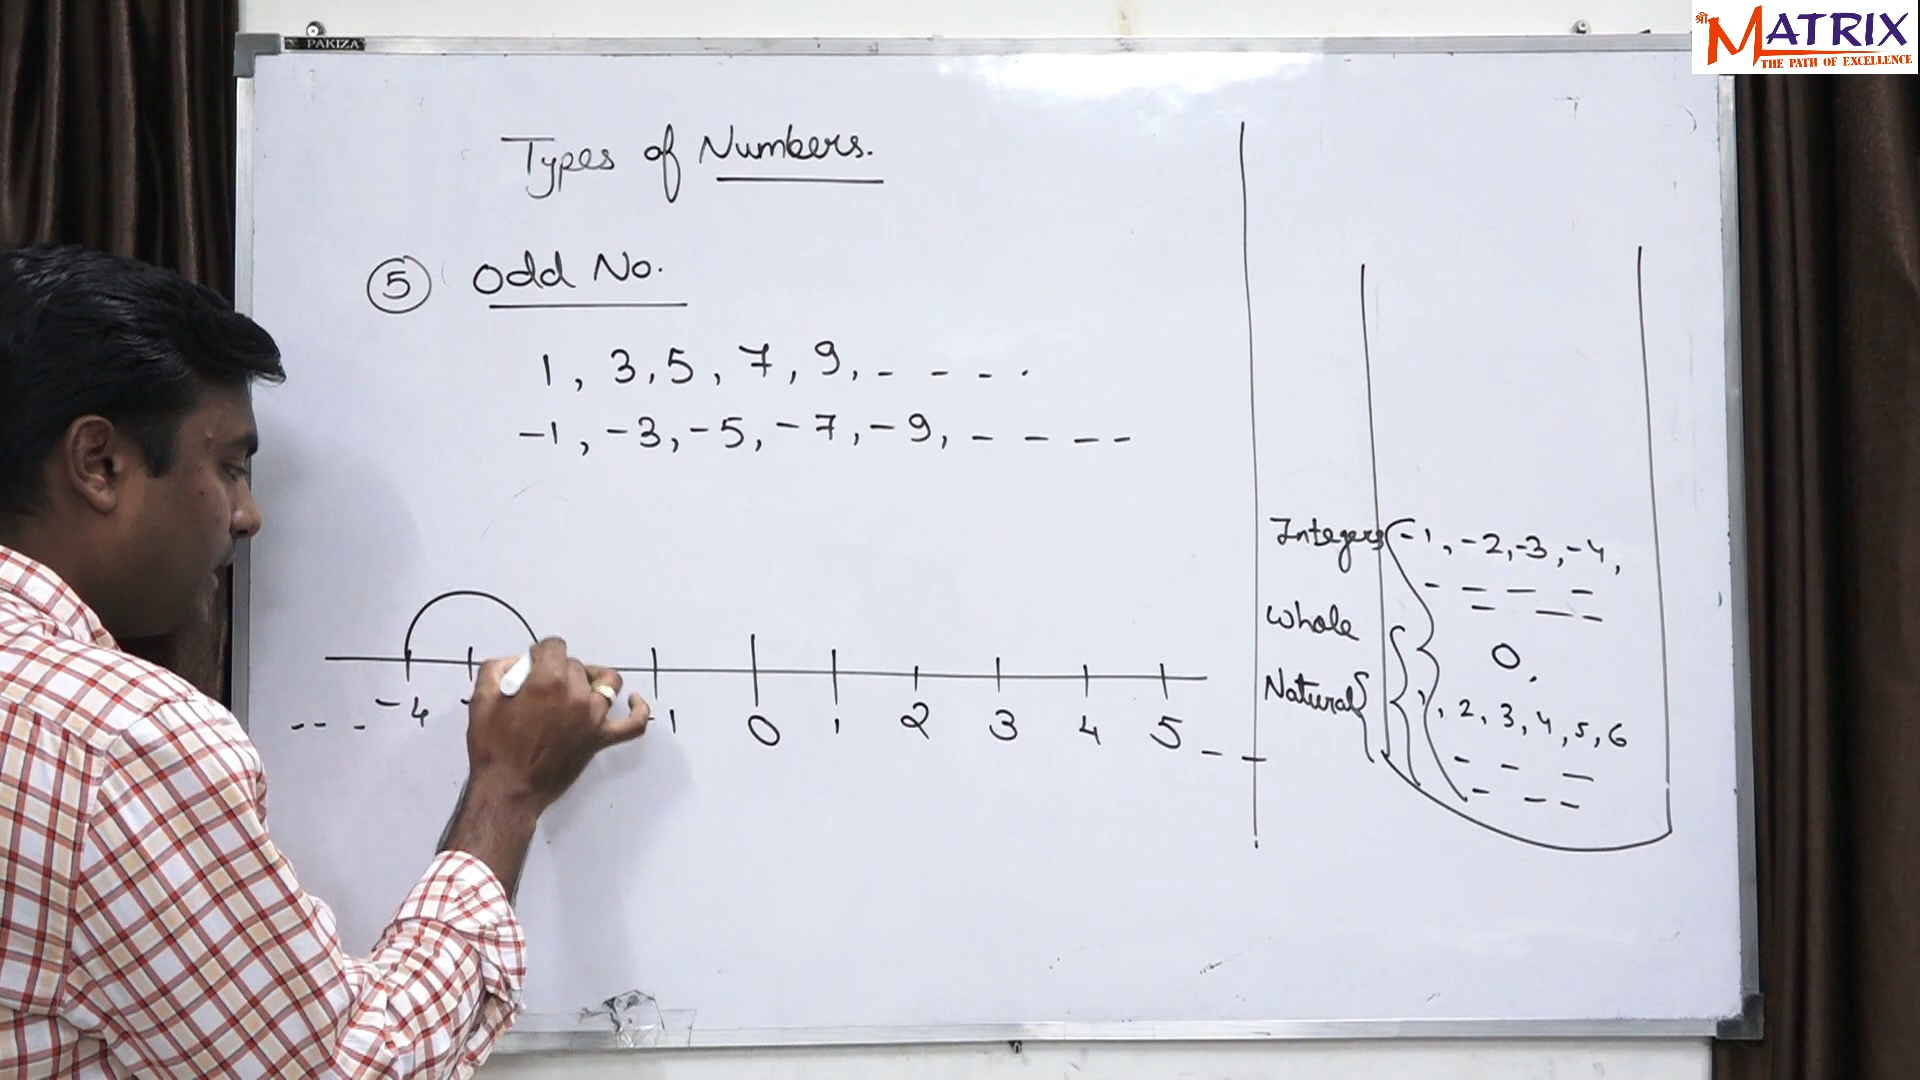 PAKIZA
श्री MATRIX
THE PATH OF EXCELLENCE
Types of Numbers.
5 Odd No.
1, 3, 5, 7, 9, - - - .
-1, -3, -5, -7, -9, - - - -
- - - -4 -1 0 1 2 3 4 5 - -
Integers -1, -2, -3, -4,
- - - -
- - -
Whole 0,
Natural 1, 2, 3, 4, 5, 6
- - -
- - -